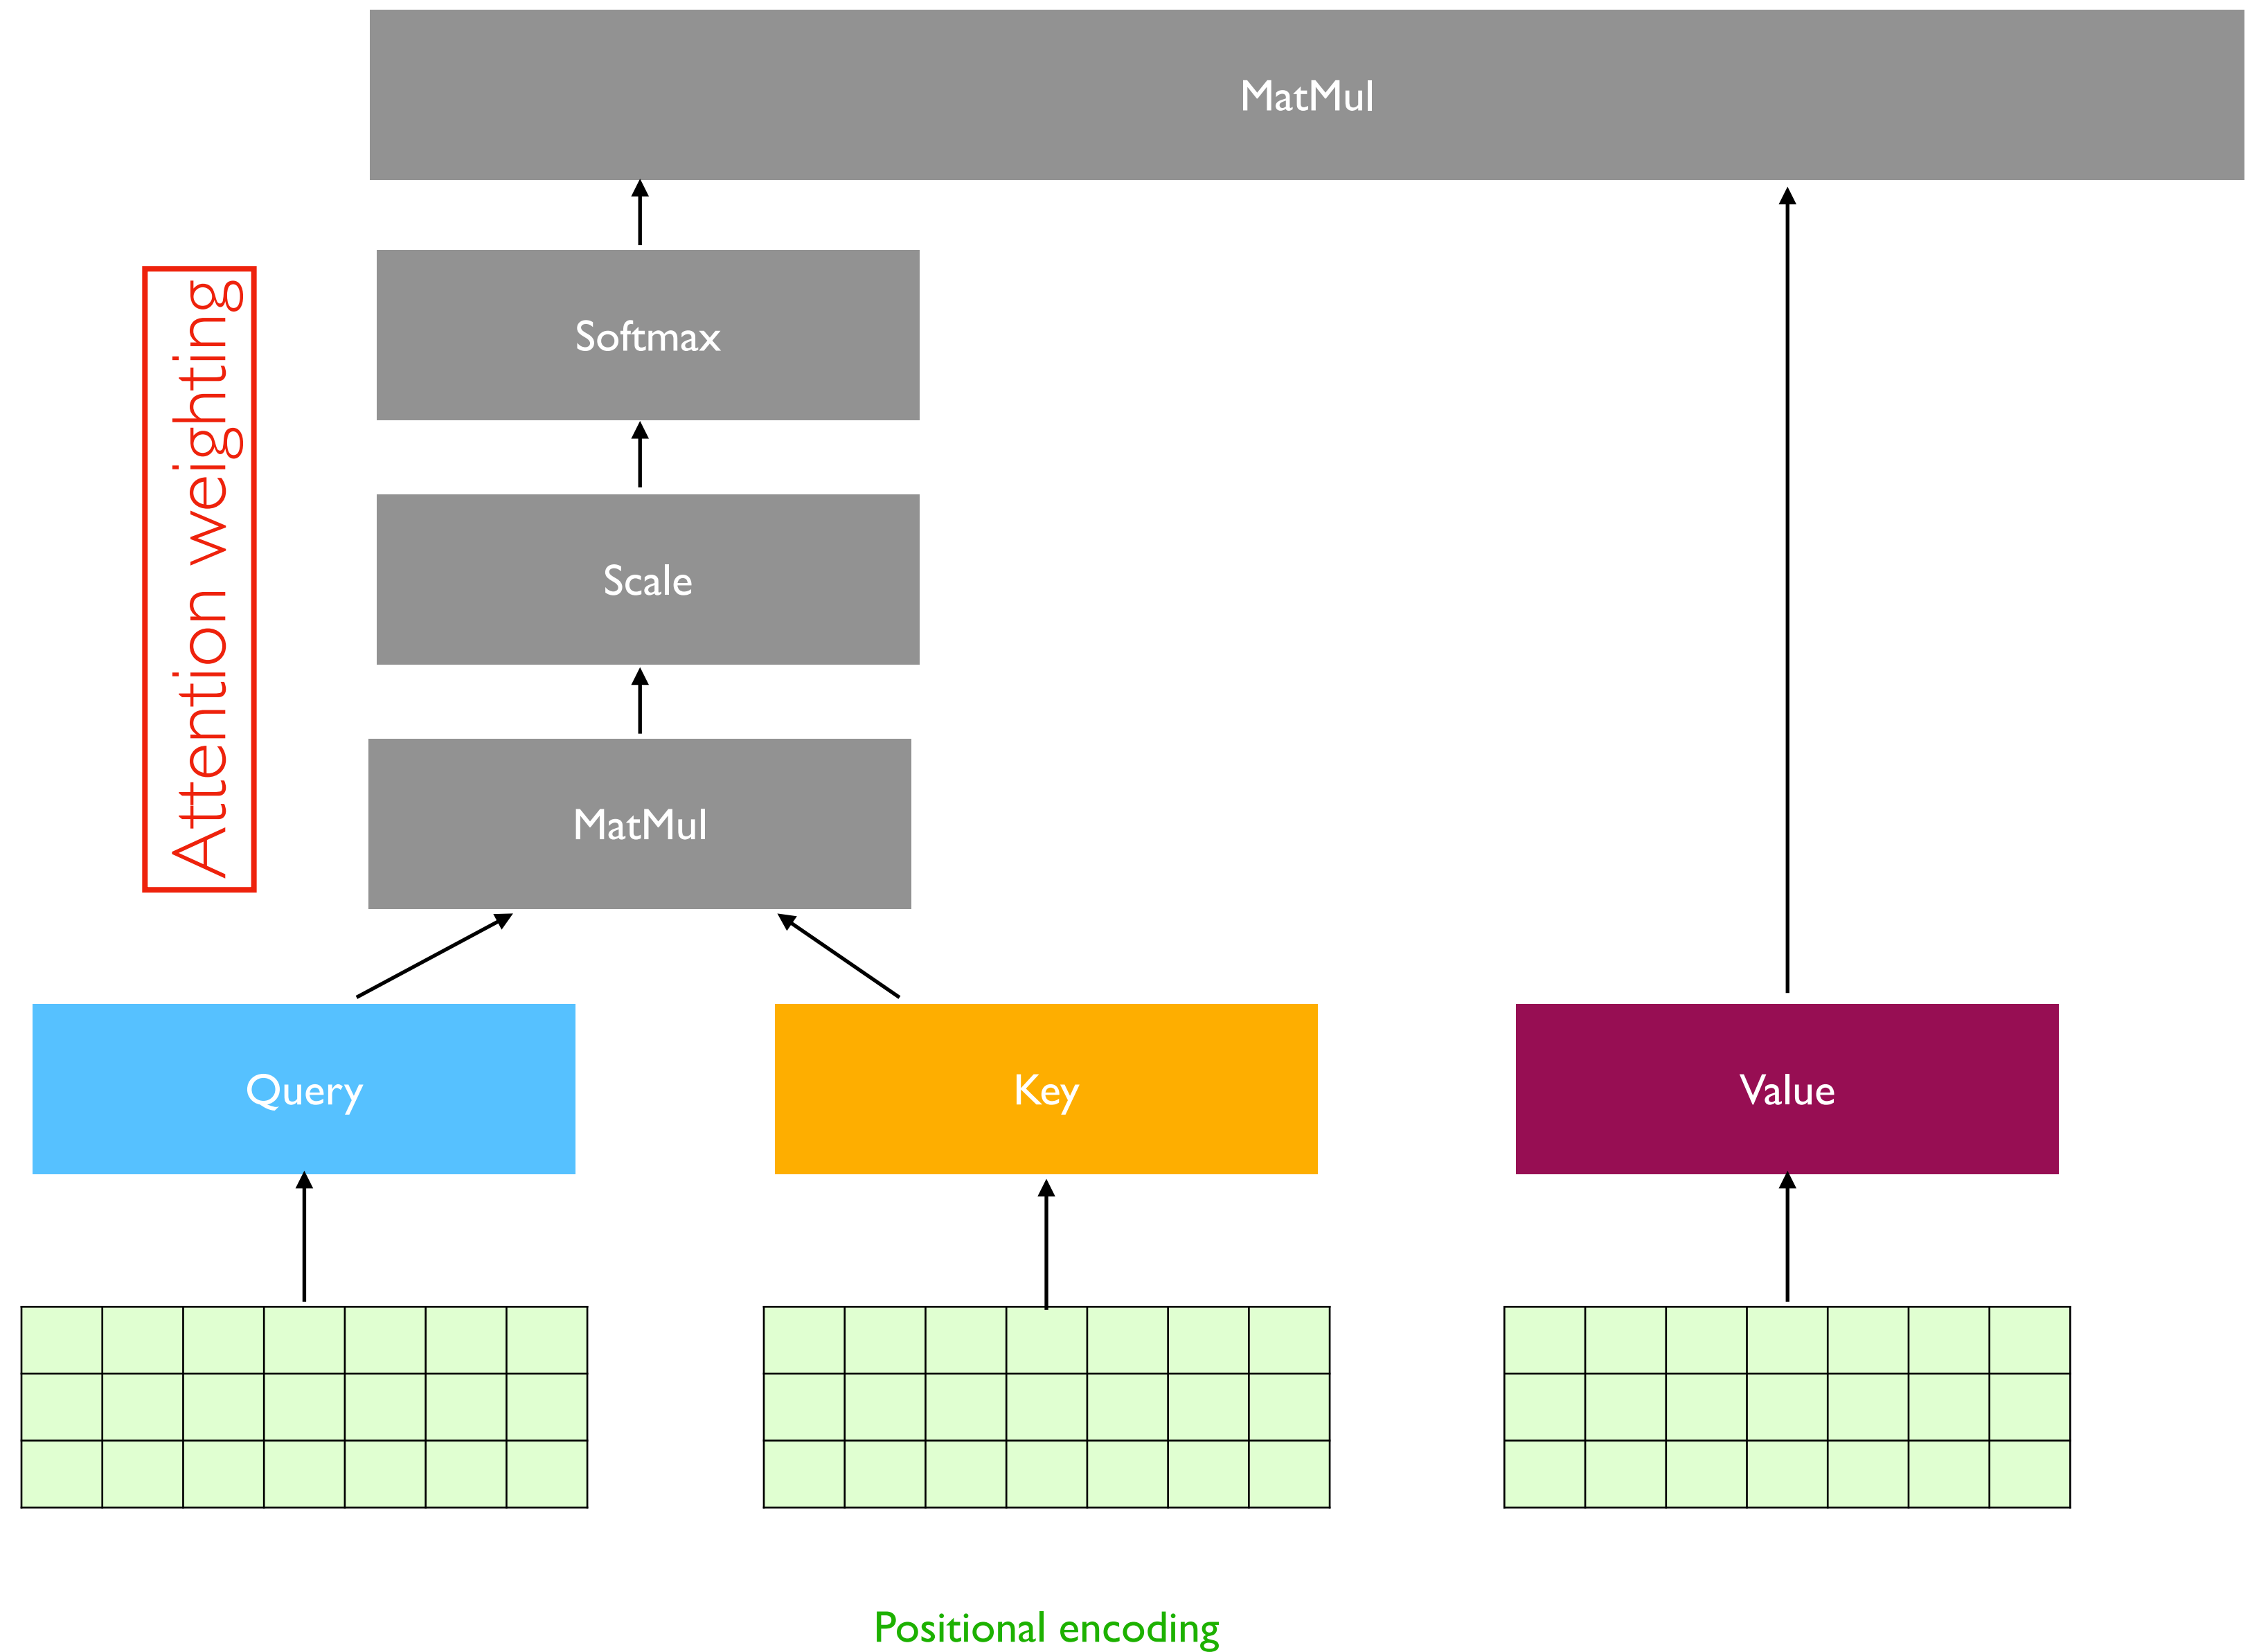 MatMul
Softmax
Attention weighting
Scale
MatMul
Query
Key
Value
Positional encoding